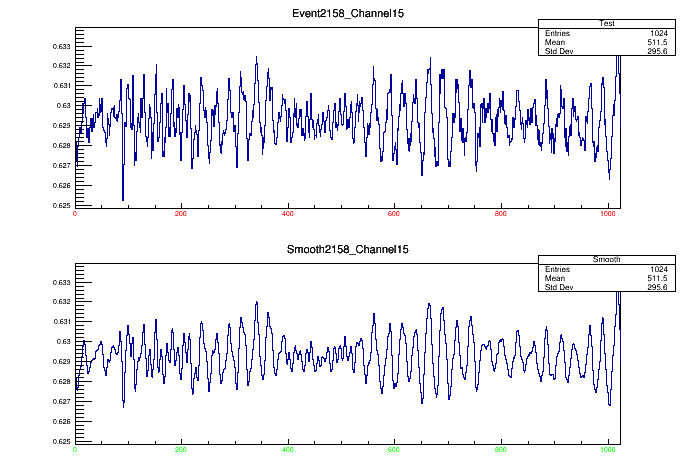 Event2158_Channel15
Test
Entries 1024
Mean 511.5
Std Dev 295.6
0.633
0.632
0.631
0.63
0.629
0.628
0.627
0.626
0.625
0 200 400 600 800 1000
Smooth2158_Channel15
Smooth
Entries 1024
Mean 511.5
Std Dev 295.6
0.633
0.632
0.631
0.63
0.629
0.628
0.627
0.626
0.625
0 200 400 600 800 1000